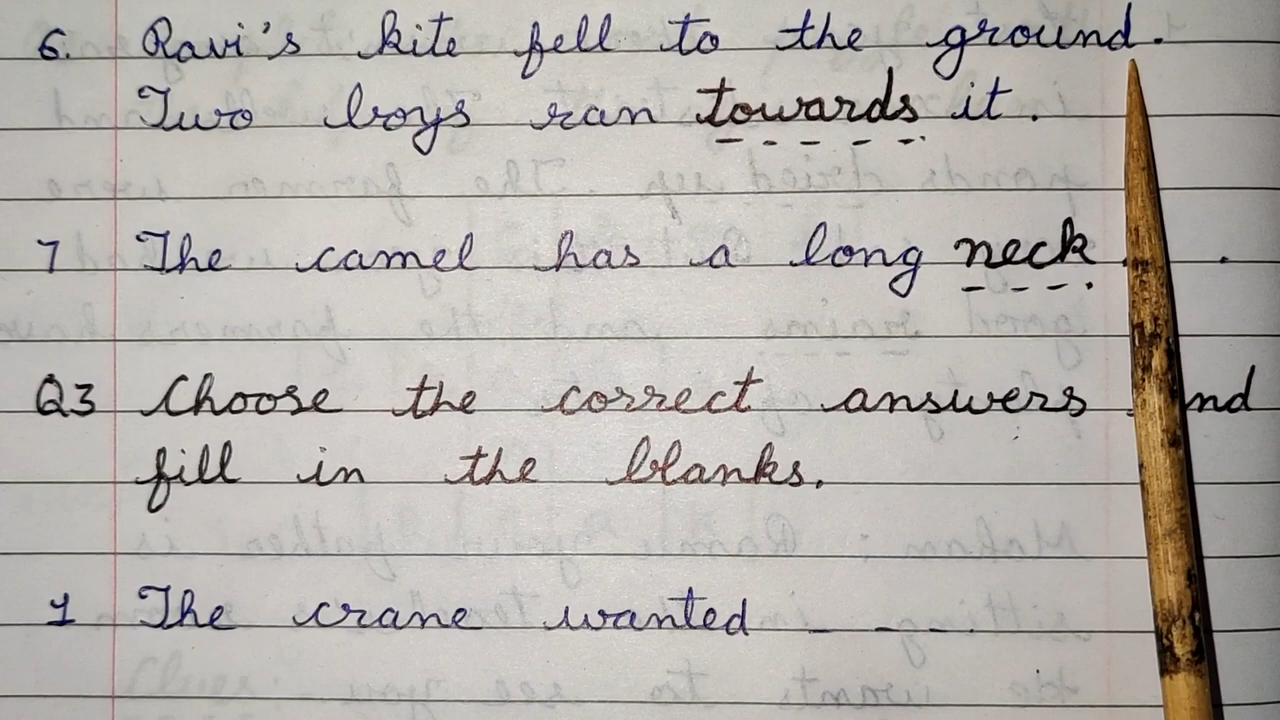 6. Ravi's kite fell to the ground.
Two boys ran towards it.
7 The camel has a long neck .
Q3 Choose the correct answers nd
fill in the blanks.
1 The crane wanted _ _ _ .